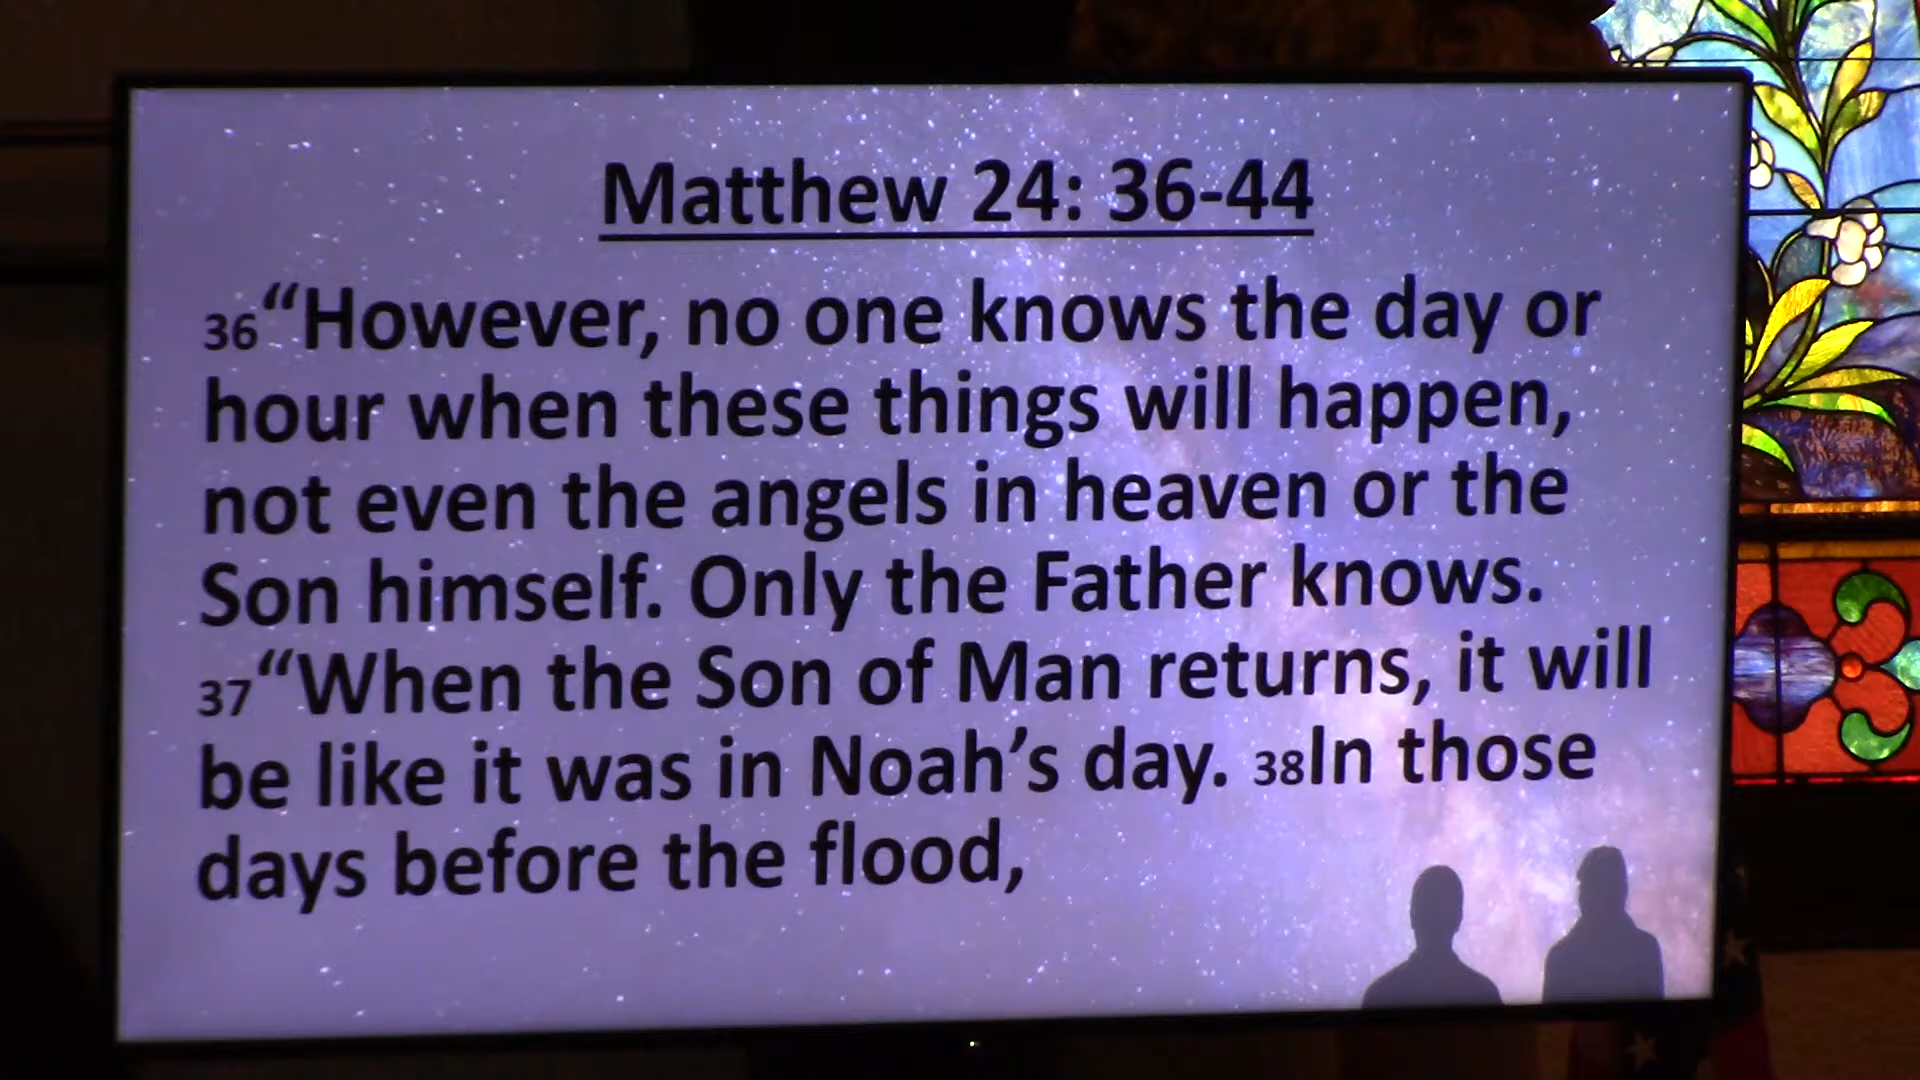 Matthew 24: 36-44
36“However, no one knows the day or
hour when these things will happen,
not even the angels in heaven or the
Son himself. Only the Father knows.
37“When the Son of Man returns, it will
be like it was in Noah’s day. 38In those
days before the flood,